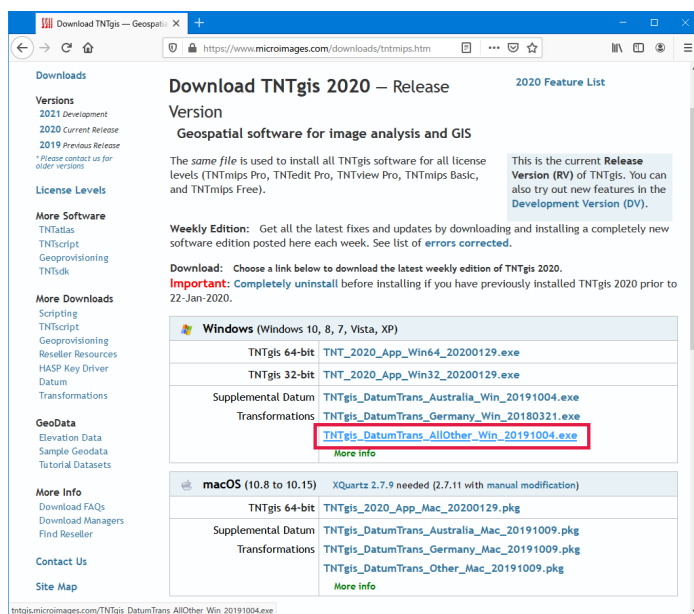 Download TNTgis — Geospatia
https://www.microimages.com/downloads/tntmips.htm
Downloads
Versions
2021 Development
2020 Current Release
2019 Previous Release
* Please contact us for
older versions
License Levels
More Software
TNTatlas
TNTscript
Geoprovisioning
TNTsdk
More Downloads
Scripting
TNTscript
Geoprovisioning
Reseller Resources
HASP Key Driver
Datum
Transformations
GeoData
Elevation Data
Sample Geodata
Tutorial Datasets
More Info
Download FAQs
Download Managers
Find Reseller
Contact Us
Site Map
Download TNTgis 2020 — Release
Version
2020 Feature List
Geospatial software for image analysis and GIS
The same file is used to install all TNTgis software for all license
levels (TNTmips Pro, TNTedit Pro, TNTview Pro, TNTmips Basic,
and TNTmips Free).
This is the current Release
Version (RV) of TNTgis. You can
also try out new features in the
Development Version (DV).
Weekly Edition: Get all the latest fixes and updates by downloading and installing a completely new
software edition posted here each week. See list of errors corrected.
Download: Choose a link below to download the latest weekly edition of TNTgis 2020.
Important: Completely uninstall before installing if you have previously installed TNTgis 2020 prior to
22-Jan-2020.
Windows (Windows 10, 8, 7, Vista, XP)
TNTgis 64-bit TNT_2020_App_Win64_20200129.exe
TNTgis 32-bit TNT_2020_App_Win32_20200129.exe
Supplemental Datum TNTgis_DatumTrans_Australia_Win_20191004.exe
Transformations TNTgis_DatumTrans_Germany_Win_20180321.exe
TNTgis_DatumTrans_AllOther_Win_20191004.exe
More info
macOS (10.8 to 10.15) XQuartz 2.7.9 needed (2.7.11 with manual modification)
TNTgis 64-bit TNTgis_2020_App_Mac_20200129.pkg
Supplemental Datum TNTgis_DatumTrans_Australia_Mac_20191009.pkg
Transformations TNTgis_DatumTrans_Germany_Mac_20191009.pkg
TNTgis_DatumTrans_Other_Mac_20191009.pkg
More info
tntgis.microimages.com/TNTgis_DatumTrans_AllOther_Win_20191004.exe